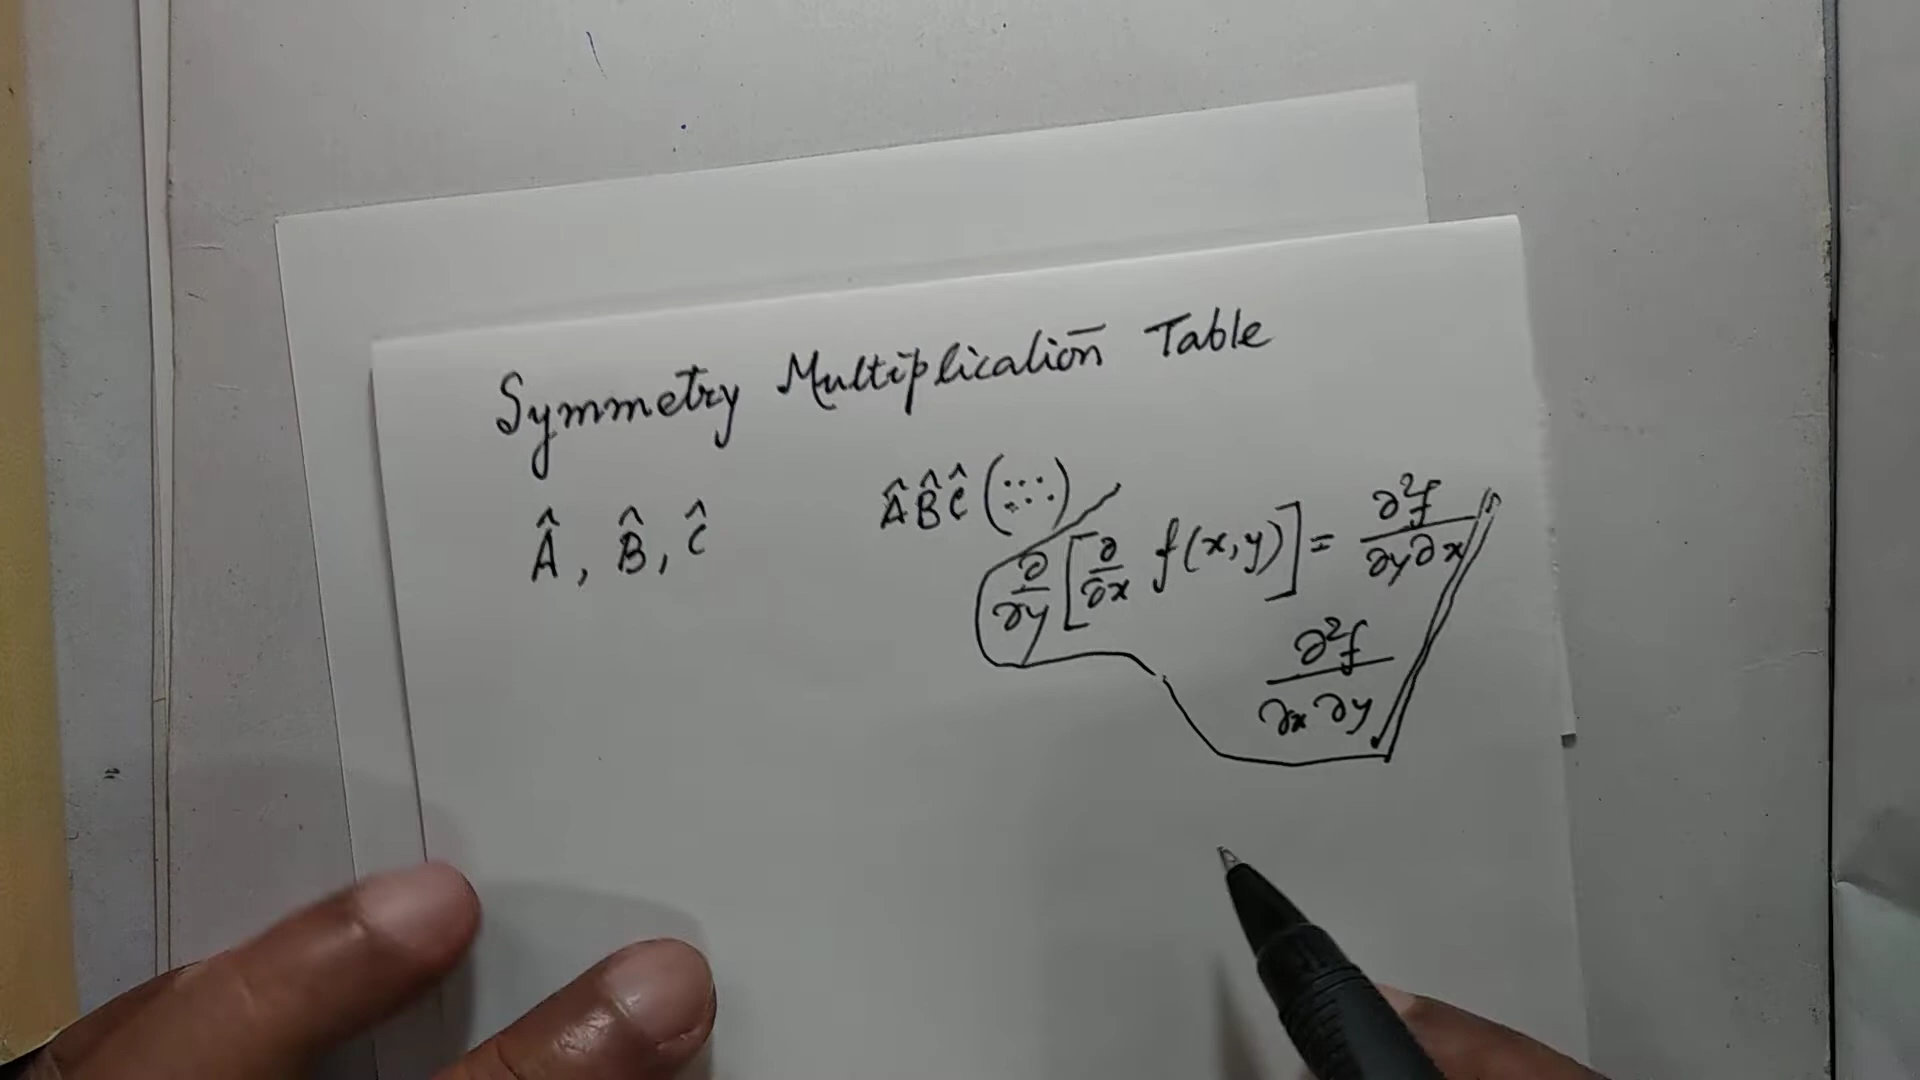 Symmetry Multiplication Table
Â, B̂, Ĉ
ÂB̂Ĉ(:::)
∂/∂y [∂/∂x f(x,y)] = ∂²f/∂y∂x
∂²f/∂x∂y